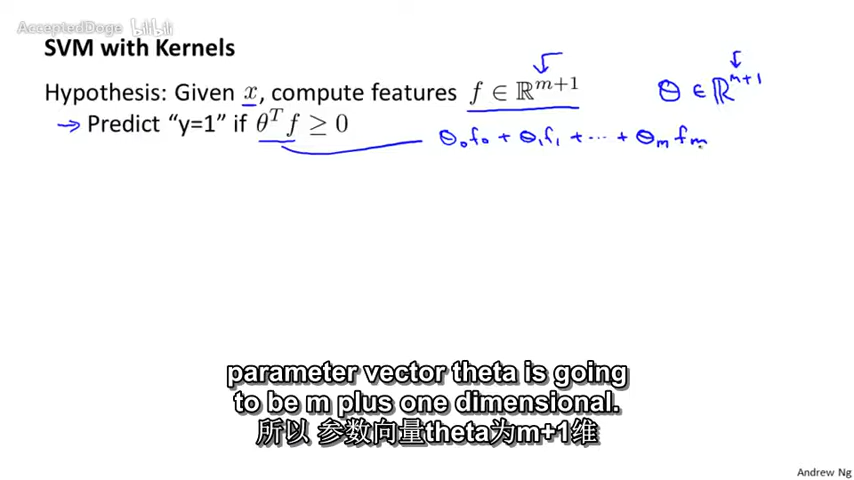 AcceptedDoge bilibili
SVM with Kernels
Hypothesis: Given x, compute features f ∈ ℝ^{m+1} θ ∈ ℝ^{m+1}
→ Predict “y=1” if θ^T f ≥ 0
θ₀f₀ + θ₁f₁ + ··· + θₘfₘ
parameter vector theta is going
to be m plus one dimensional.
所以 参数向量theta为m+1维
Andrew Ng